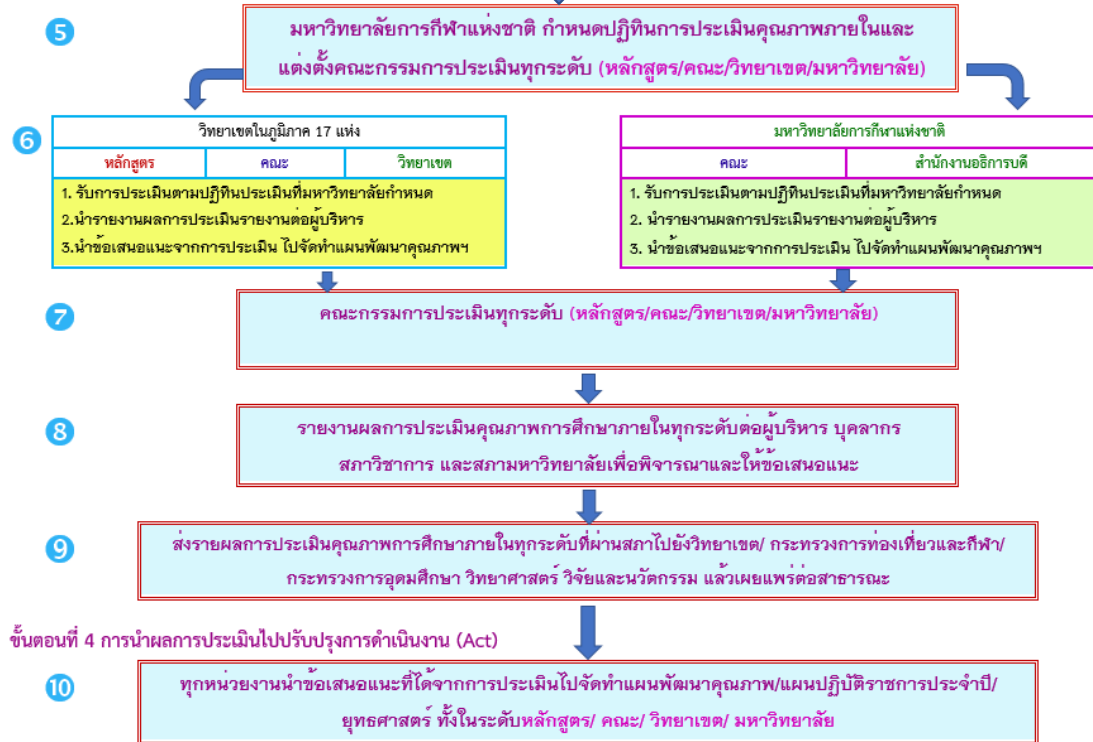 5
มหาวิทยาลัยการกีฬาแห่งชาติ กำหนดปฏิทินการประเมินคุณภาพภายในและ
แต่งตั้งคณะกรรมการประเมินทุกระดับ (หลักสูตร/คณะ/วิทยาเขต/มหาวิทยาลัย)
6
วิทยาเขตในภูมิภาค 17 แห่ง
หลักสูตร คณะ วิทยาเขต
1. รับการประเมินตามปฏิทินประเมินที่มหาวิทยาลัยกำหนด
2.นำรายงานผลการประเมินรายงานต่อผู้บริหาร
3.นำข้อเสนอแนะจากการประเมิน ไปจัดทำแผนพัฒนาคุณภาพฯ
มหาวิทยาลัยการกีฬาแห่งชาติ
คณะ สำนักงานอธิการบดี
1. รับการประเมินตามปฏิทินประเมินที่มหาวิทยาลัยกำหนด
2. นำรายงานผลการประเมินรายงานต่อผู้บริหาร
3. นำข้อเสนอแนะจากการประเมิน ไปจัดทำแผนพัฒนาคุณภาพฯ
7
คณะกรรมการประเมินทุกระดับ (หลักสูตร/คณะ/วิทยาเขต/มหาวิทยาลัย)
8
รายงานผลการประเมินคุณภาพการศึกษาภายในทุกระดับต่อผู้บริหาร บุคลากร
สภาวิชาการ และสภามหาวิทยาลัยเพื่อพิจารณาและให้ข้อเสนอแนะ
9
ส่งรายผลการประเมินคุณภาพการศึกษาภายในทุกระดับที่ผ่านสภาไปยังวิทยาเขต/ กระทรวงการท่องเที่ยวและกีฬา/
กระทรวงการอุดมศึกษา วิทยาศาสตร์ วิจัยและนวัตกรรม แล้วเผยแพร่ต่อสาธารณะ
ขั้นตอนที่ 4 การนำผลการประเมินไปปรับปรุงการดำเนินงาน (Act)
10
ทุกหน่วยงานนำข้อเสนอแนะที่ได้จากการประเมินไปจัดทำแผนพัฒนาคุณภาพ/แผนปฏิบัติราชการประจำปี/
ยุทธศาสตร์ ทั้งในระดับหลักสูตร/ คณะ/ วิทยาเขต/ มหาวิทยาลัย